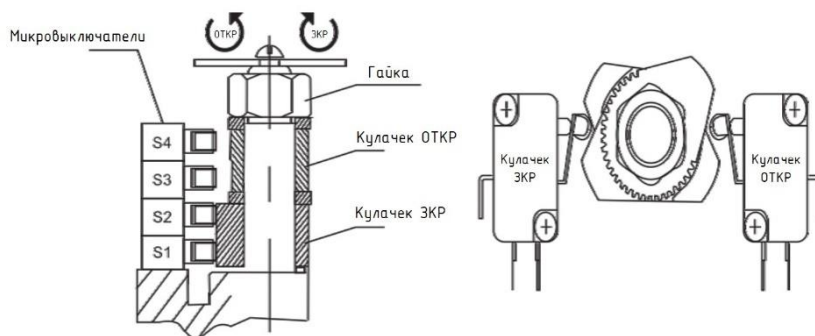 Микровыключатели
ОТКР
ЗКР
Гайка
Кулачек ОТКР
Кулачек ЗКР
S4
S3
S2
S1
Кулачек
ЗКР
Кулачек
ОТКР